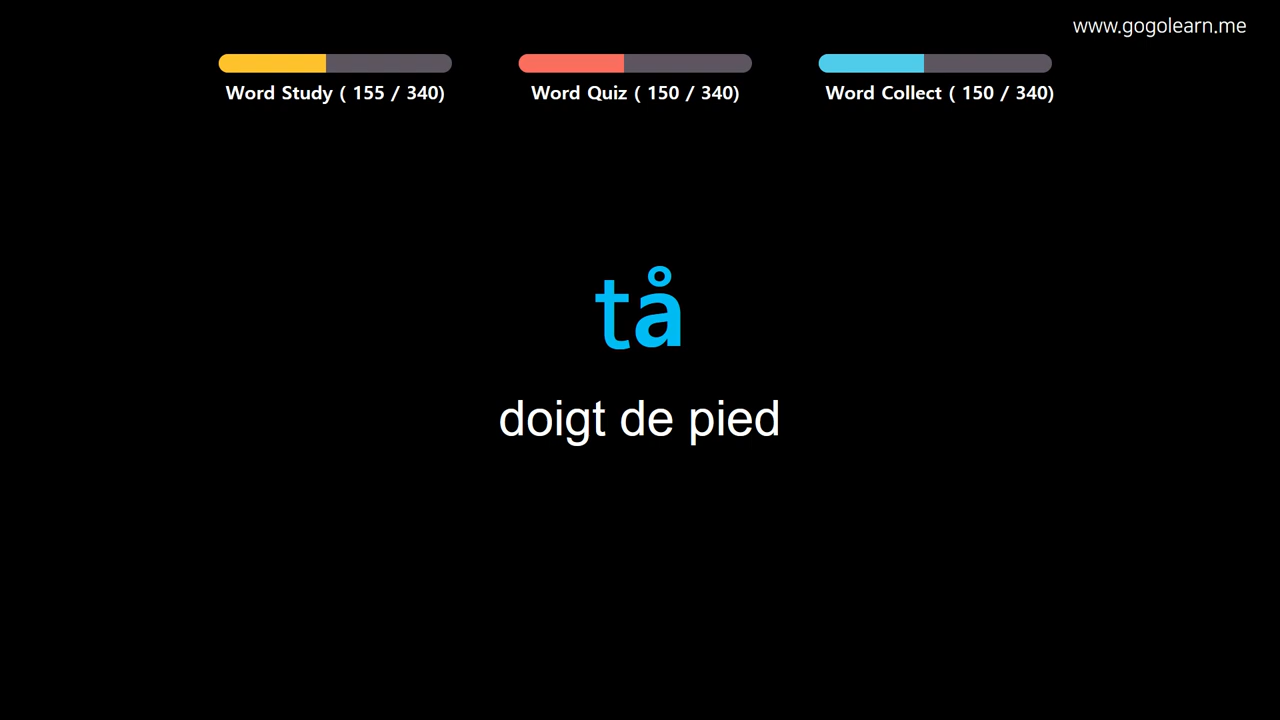 www.gogolearn.me
Word Study ( 155 / 340)
Word Quiz ( 150 / 340)
Word Collect ( 150 / 340)
tå
doigt de pied